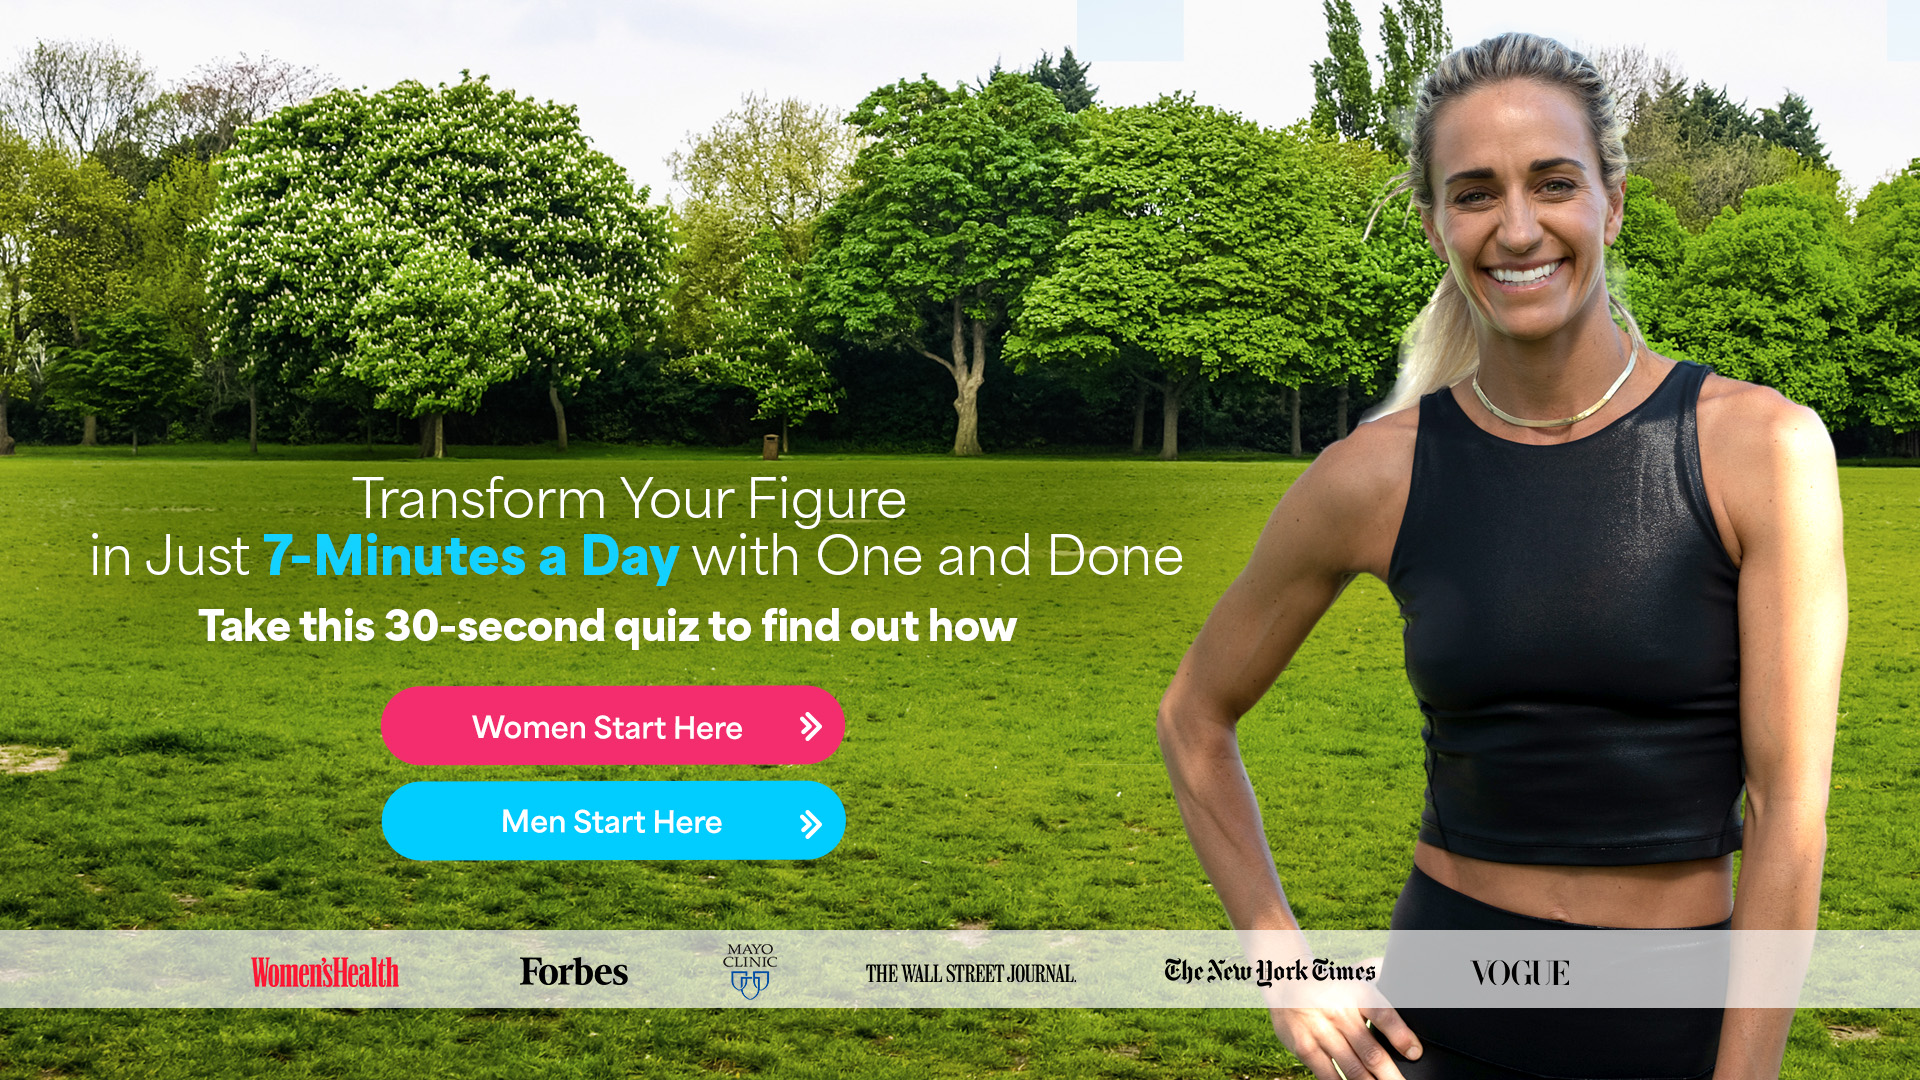 Transform Your Figure
in Just 7-Minutes a Day with One and Done
Take this 30-second quiz to find out how
Women Start Here
Men Start Here
Women'sHealth
Forbes
MAYO
CLINIC
THE WALL STREET JOURNAL.
The New York Times
VOGUE